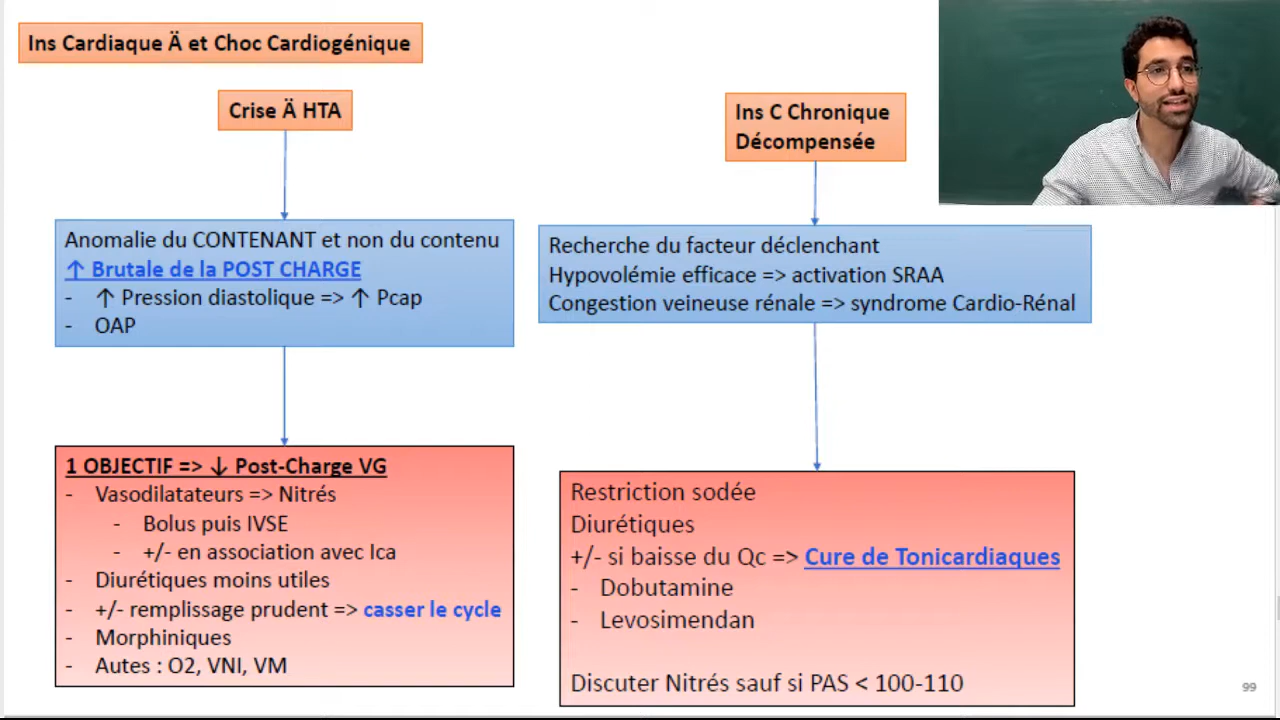 Ins Cardiaque Ä et Choc Cardiogénique
Crise Ä HTA
Anomalie du CONTENANT et non du contenu
↑ Brutale de la POST CHARGE
- ↑ Pression diastolique => ↑ Pcap
- OAP
1 OBJECTIF => ↓ Post-Charge VG
- Vasodilatateurs => Nitrés
- Bolus puis IVSE
- +/- en association avec Ica
- Diurétiques moins utiles
- +/- remplissage prudent => casser le cycle
- Morphiniques
- Autes : O2, VNI, VM
Ins C Chronique
Décompensée
Recherche du facteur déclenchant
Hypovolémie efficace => activation SRAA
Congestion veineuse rénale => syndrome Cardio-Rénal
Restriction sodée
Diurétiques
+/- si baisse du Qc => Cure de Tonicardiaques
- Dobutamine
- Levosimendan
Discuter Nitrés sauf si PAS < 100-110
99